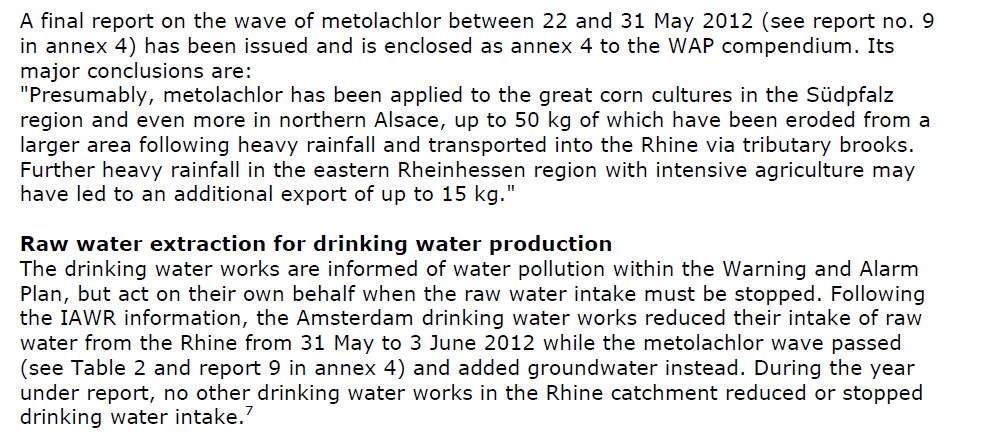 A final report on the wave of metolachlor between 22 and 31 May 2012 (see report no. 9
in annex 4) has been issued and is enclosed as annex 4 to the WAP compendium. Its
major conclusions are:
"Presumably, metolachlor has been applied to the great corn cultures in the Südpfalz
region and even more in northern Alsace, up to 50 kg of which have been eroded from a
larger area following heavy rainfall and transported into the Rhine via tributary brooks.
Further heavy rainfall in the eastern Rheinhessen region with intensive agriculture may
have led to an additional export of up to 15 kg."
Raw water extraction for drinking water production
The drinking water works are informed of water pollution within the Warning and Alarm
Plan, but act on their own behalf when the raw water intake must be stopped. Following
the IAWR information, the Amsterdam drinking water works reduced their intake of raw
water from the Rhine from 31 May to 3 June 2012 while the metolachlor wave passed
(see Table 2 and report 9 in annex 4) and added groundwater instead. During the year
under report, no other drinking water works in the Rhine catchment reduced or stopped
drinking water intake.⁷